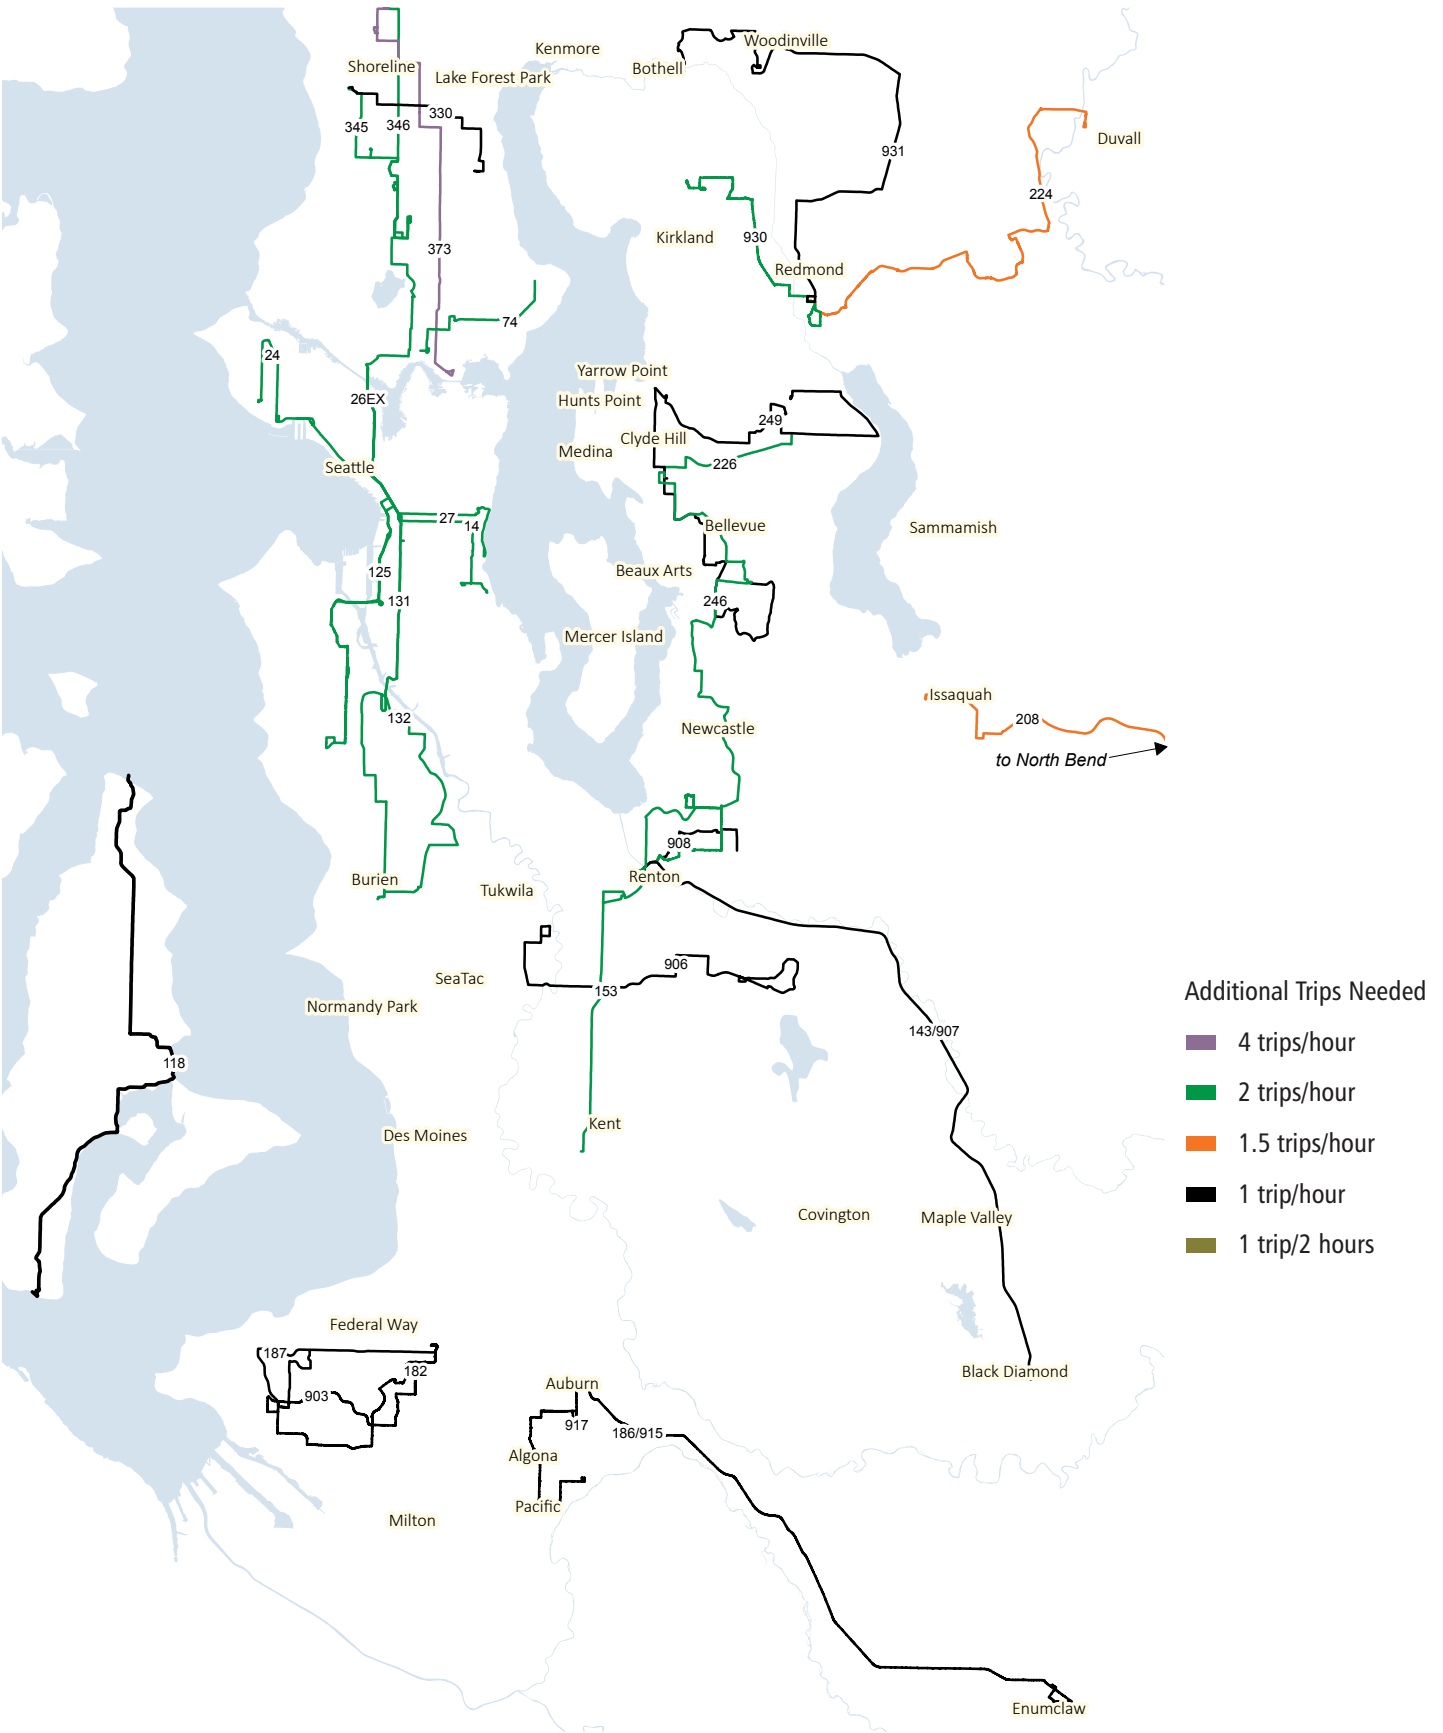 Kenmore
Woodinville
Shoreline
Bothell
Lake Forest Park
330
345
346
Duvall
931
224
373
Kirkland
930
Redmond
74
24
Yarrow Point
26EX
Hunts Point
249
Clyde Hill
Medina
226
Seattle
27
14
Bellevue
Sammamish
125
Beaux Arts
131
246
Mercer Island
Issaquah
132
208
Newcastle
to North Bend
908
Burien
Renton
Tukwila
906
SeaTac
153
Normandy Park
143/907
118
Kent
Des Moines
Covington
Maple Valley
Federal Way
187
182
Black Diamond
Auburn
903
917
186/915
Algona
Pacific
Milton
Enumclaw
Additional Trips Needed
4 trips/hour
2 trips/hour
1.5 trips/hour
1 trip/hour
1 trip/2 hours